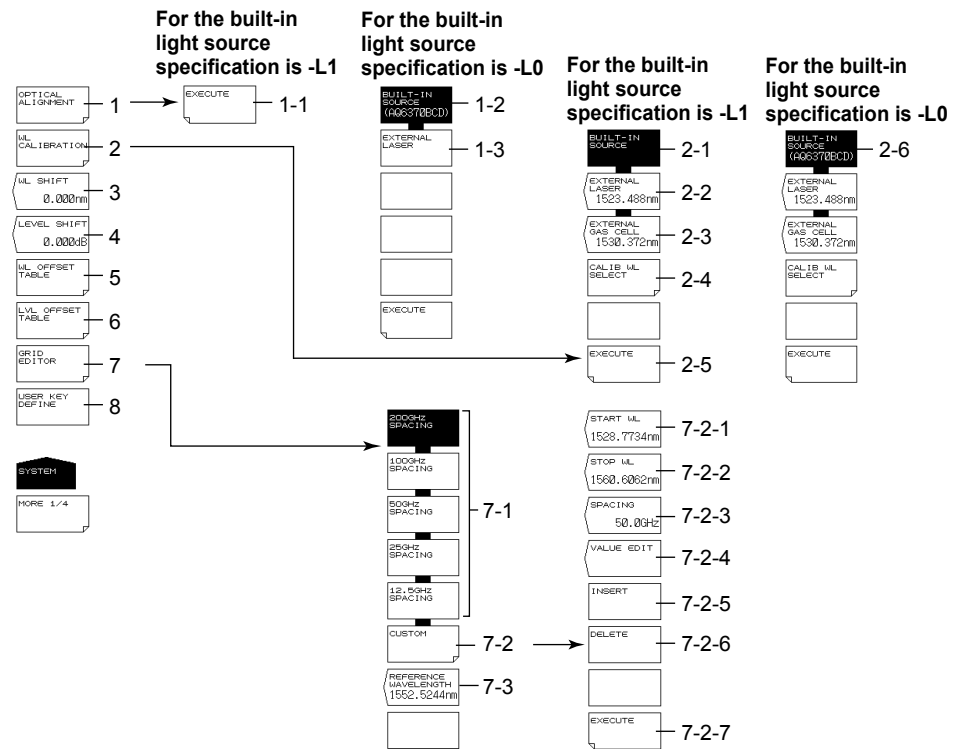 For the built-in
light source
specification is -L1
For the built-in
light source
specification is -L0
For the built-in
light source
specification is -L1
For the built-in
light source
specification is -L0
OPTICAL
ALIGNMENT
1
WL
CALIBRATION
2
WL SHIFT
0.000nm
3
LEVEL SHIFT
0.000dB
4
WL OFFSET
TABLE
5
LVL OFFSET
TABLE
6
GRID
EDITOR
7
USER KEY
DEFINE
8
SYSTEM
MORE 1/4
EXECUTE
1-1
BUILT-IN
SOURCE
(AQ6370BCD)
1-2
EXTERNAL
LASER
1-3
EXECUTE
BUILT-IN
SOURCE
2-1
EXTERNAL
LASER
1523.488nm
2-2
EXTERNAL
GAS CELL
1530.372nm
2-3
CALIB WL
SELECT
2-4
EXECUTE
2-5
BUILT-IN
SOURCE
(AQ6370BCD)
2-6
EXTERNAL
LASER
1523.488nm
EXTERNAL
GAS CELL
1530.372nm
CALIB WL
SELECT
EXECUTE
200GHz
SPACING
100GHz
SPACING
50GHz
SPACING
25GHz
SPACING
12.5GHz
SPACING
7-1
CUSTOM
7-2
REFERENCE
WAVELENGTH
1552.5244nm
7-3
START WL
1528.7734nm
7-2-1
STOP WL
1560.6062nm
7-2-2
SPACING
50.0GHz
7-2-3
VALUE EDIT
7-2-4
INSERT
7-2-5
DELETE
7-2-6
EXECUTE
7-2-7